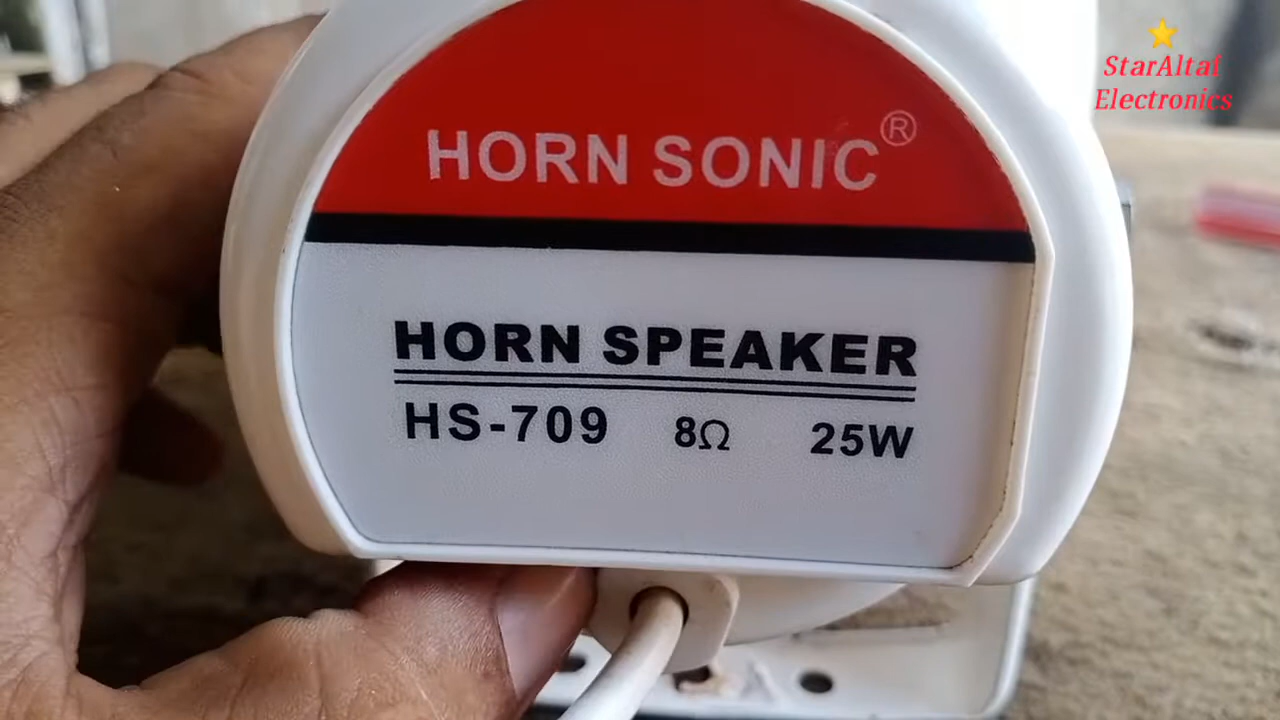 StarAltaf
Electronics
HORN SONIC®
HORN SPEAKER
HS-709 8Ω 25W